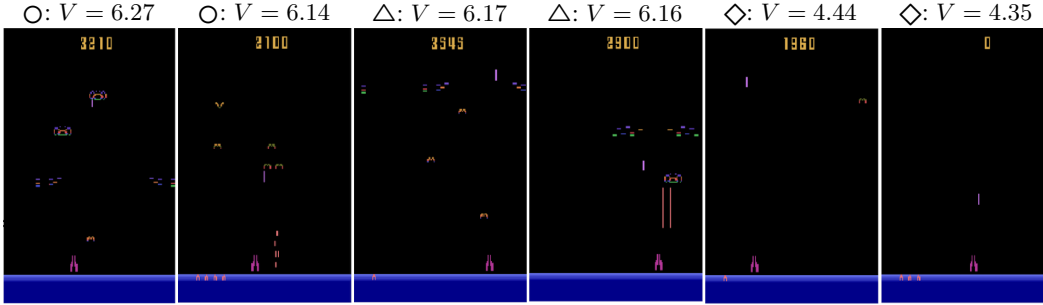 ○: V = 6.27
○: V = 6.14
△: V = 6.17
△: V = 6.16
◇: V = 4.44
◇: V = 4.35
3210
2100
3545
2900
1960
0